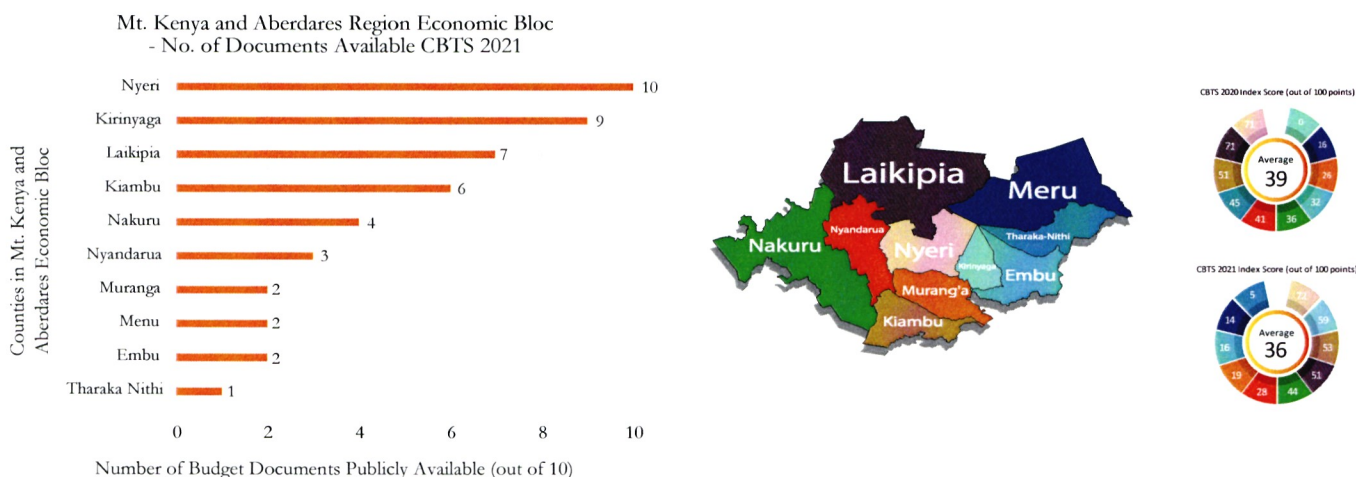 Mt. Kenya and Aberdares Region Economic Bloc
- No. of Documents Available CBTS 2021
Counties in Mt. Kenya and
Aberdares Economic Bloc
Nyeri 10
Kirinyaga 9
Laikipia 7
Kiambu 6
Nakuru 4
Nyandarua 3
Muranga 2
Menu 2
Embu 2
Tharaka Nithi 1
0 2 4 6 8 10
Number of Budget Documents Publicly Available (out of 10)
Laikipia
Meru
Nakuru
Nyandarua
Nyeri
Tharaka-Nithi
Kirinyaga
Embu
Murang'a
Kiambu
CBTS 2020 Index Score (out of 100 points)
71
0
71
16
51
26
45
32
41
36
Average
39
CBTS 2021 Index Score (out of 100 points)
5
14
59
16
53
19
51
28
44
Average
36